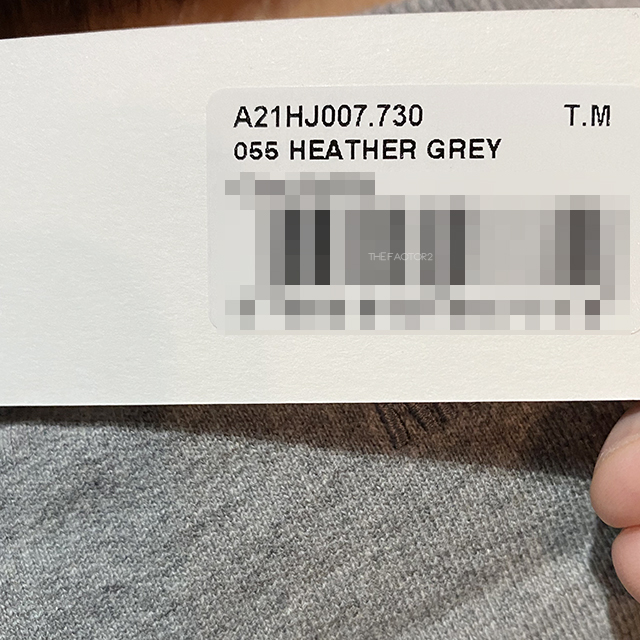 A21HJ007.730 T.M
055 HEATHER GREY
THE FACTOR2